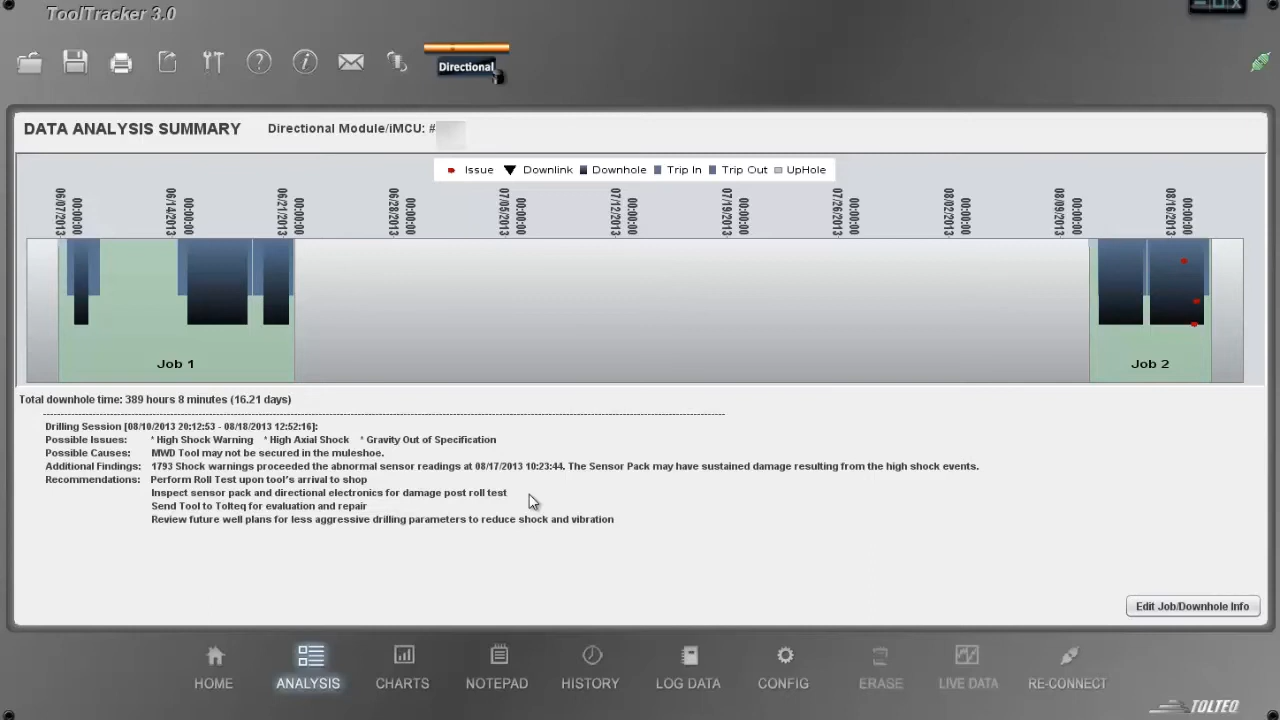 ToolTracker 3.0
Directional
DATA ANALYSIS SUMMARY Directional Module/iMCU: #
Issue Downlink Downhole Trip In Trip Out UpHole
06/07/2013 00:00:00 06/14/2013 00:00:00 06/21/2013 00:00:00 06/28/2013 00:00:00 07/05/2013 00:00:00 07/12/2013 00:00:00 07/19/2013 00:00:00 07/26/2013 00:00:00 08/02/2013 00:00:00 08/09/2013 00:00:00 08/16/2013 00:00:00
Job 1 Job 2
Total downhole time: 389 hours 8 minutes (16.21 days)
Drilling Session [08/10/2013 20:12:53 - 08/18/2013 12:52:16]:
Possible Issues: * High Shock Warning * High Axial Shock * Gravity Out of Specification
Possible Causes: MWD Tool may not be secured in the muleshoe.
Additional Findings: 1793 Shock warnings proceeded the abnormal sensor readings at 08/17/2013 10:23:44. The Sensor Pack may have sustained damage resulting from the high shock events.
Recommendations: Perform Roll Test upon tool's arrival to shop
Inspect sensor pack and directional electronics for damage post roll test
Send Tool to Tolteq for evaluation and repair
Review future well plans for less aggressive drilling parameters to reduce shock and vibration
Edit Job/Downhole Info
HOME ANALYSIS CHARTS NOTEPAD HISTORY LOG DATA CONFIG ERASE LIVE DATA RE-CONNECT
TOLTEQ